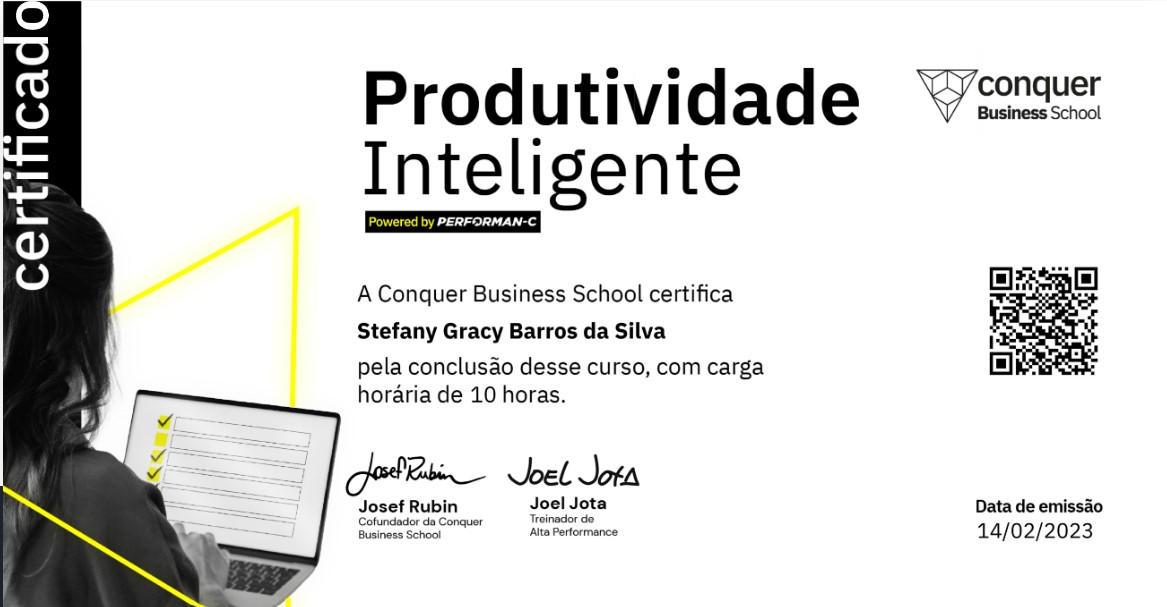 certificado
Produtividade
Inteligente
Powered by PERFORMAN-C
conquer
Business School
A Conquer Business School certifica
Stefany Gracy Barros da Silva
pela conclusão desse curso, com carga
horária de 10 horas.
Josef Rubin
JOEL JOTA
Josef Rubin
Cofundador da Conquer
Business School
Joel Jota
Treinador de
Alta Performance
Data de emissão
14/02/2023